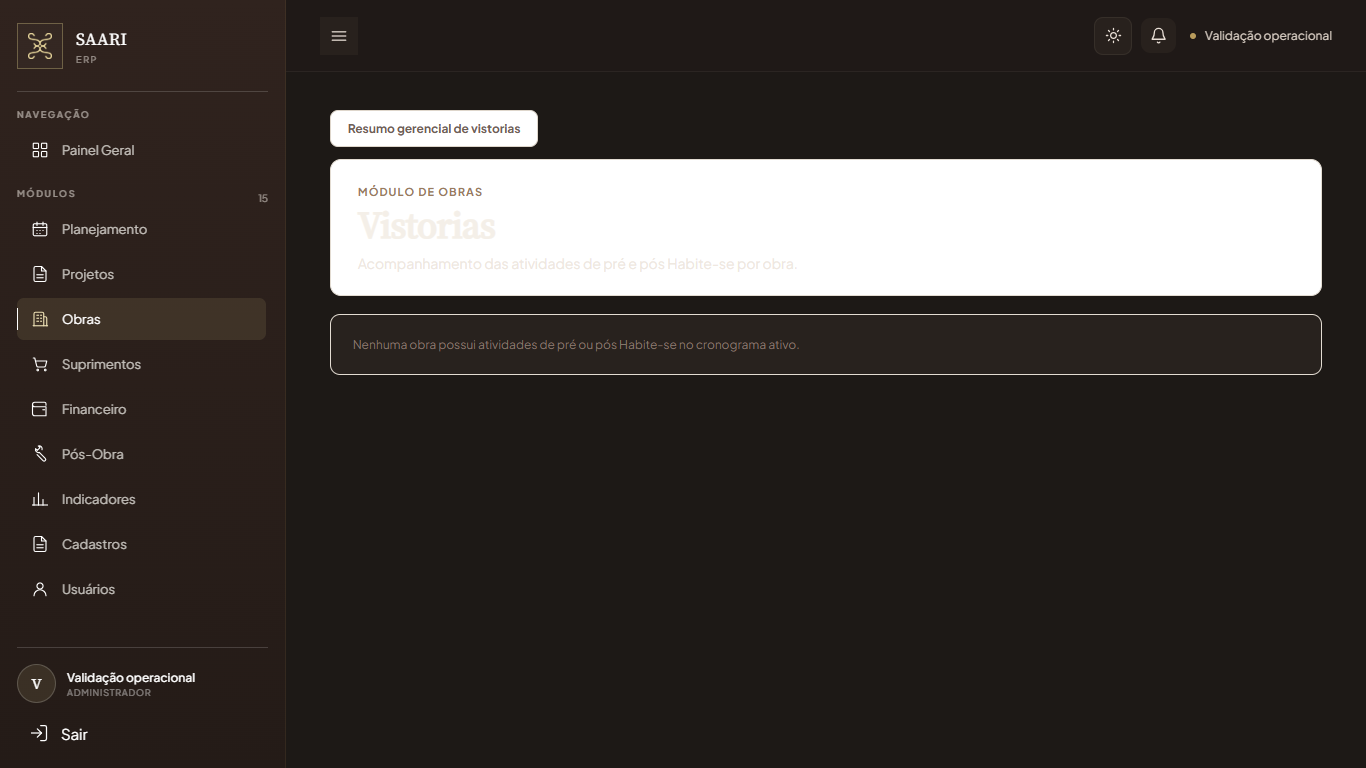 SAARI
ERP
NAVEGAÇÃO
Painel Geral
MÓDULOS
15
Planejamento
Projetos
Obras
Suprimentos
Financeiro
Pós-Obra
Indicadores
Cadastros
Usuários
V
Validação operacional
ADMINISTRADOR
Sair
Validação operacional
Resumo gerencial de vistorias
MÓDULO DE OBRAS
Vistorias
Acompanhamento das atividades de pré e pós Habite-se por obra.
Nenhuma obra possui atividades de pré ou pós Habite-se no cronograma ativo.